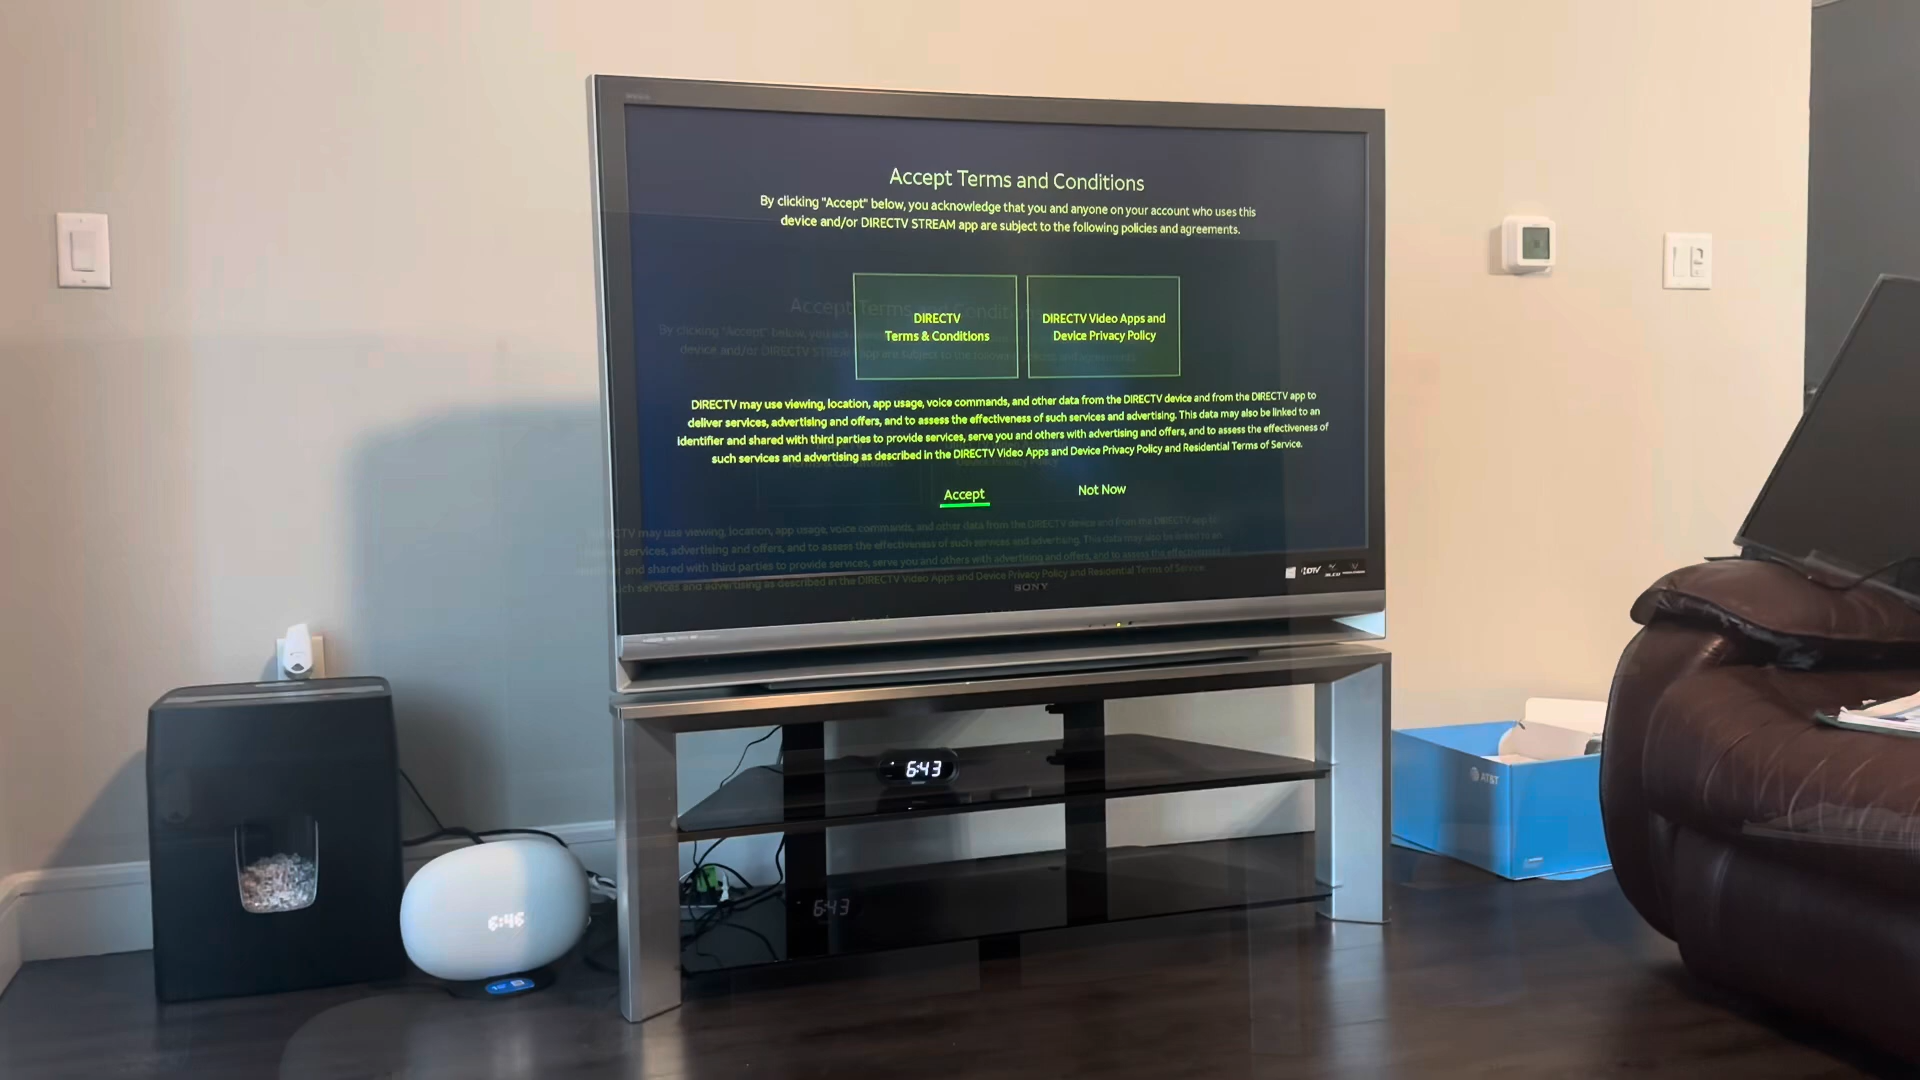 Accept Terms and Conditions
By clicking "Accept" below, you acknowledge that you and anyone on your account who uses this
device and/or DIRECTV STREAM app are subject to the following policies and agreements.
DIRECTV
Terms & Conditions
DIRECTV Video Apps and
Device Privacy Policy
DIRECTV may use viewing, location, app usage, voice commands, and other data from the DIRECTV device and from the DIRECTV app to
deliver services, advertising and offers, and to assess the effectiveness of such services and advertising. This data may also be linked to an
identifier and shared with third parties to provide services, serve you and others with advertising and offers, and to assess the effectiveness of
such services and advertising as described in the DIRECTV Video Apps and Device Privacy Policy and Residential Terms of Service.
Accept
Not Now
SONY
HDTV
6:43
AT&T
6:46
6:43